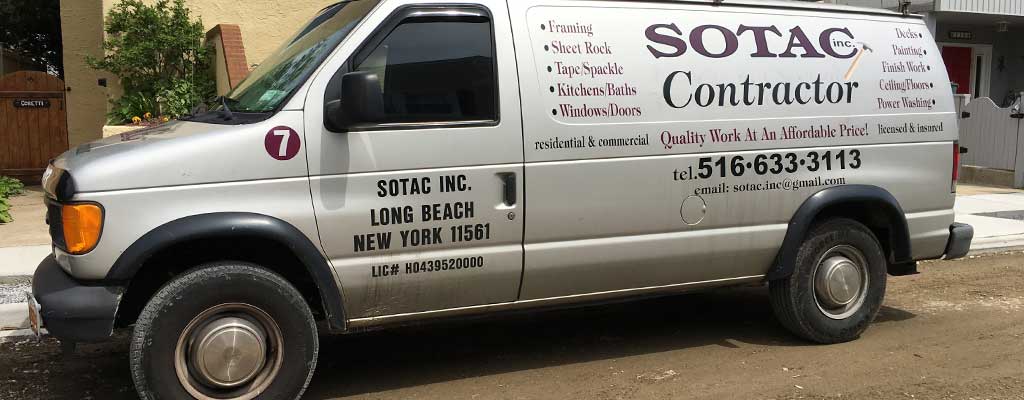 CORETTI
7
SOTAC INC.
LONG BEACH
NEW YORK 11561
LIC# H0439520000
• Framing
• Sheet Rock
• Tape/Spackle
• Kitchens/Baths
• Windows/Doors
SOTAC inc.
Contractor
Decks •
Painting •
Finish Work •
Ceiling/Floors •
Power Washing •
residential & commercial Quality Work At An Affordable Price! licensed & insured
tel.516•633•3113
email: sotac.inc@gmail.com